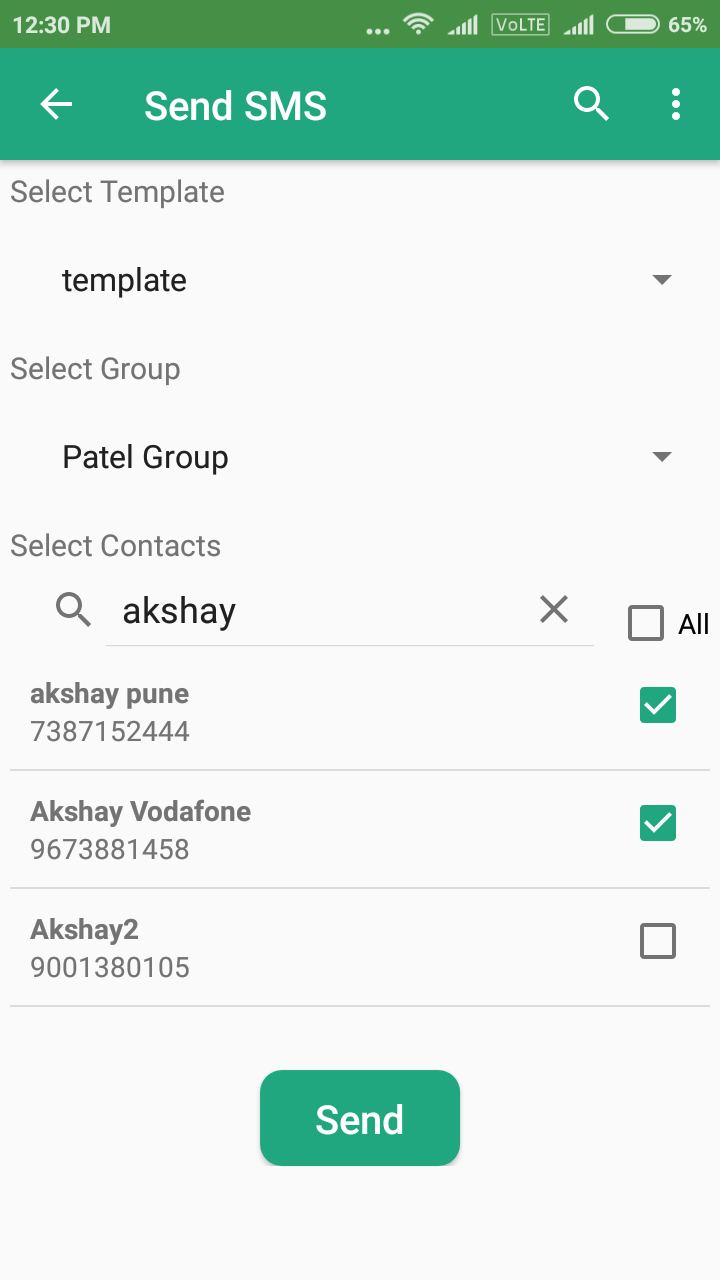 12:30 PM ... VoLTE 65%
Send SMS
Select Template
template
Select Group
Patel Group
Select Contacts
akshay
All
akshay pune
7387152444
Akshay Vodafone
9673881458
Akshay2
9001380105
Send